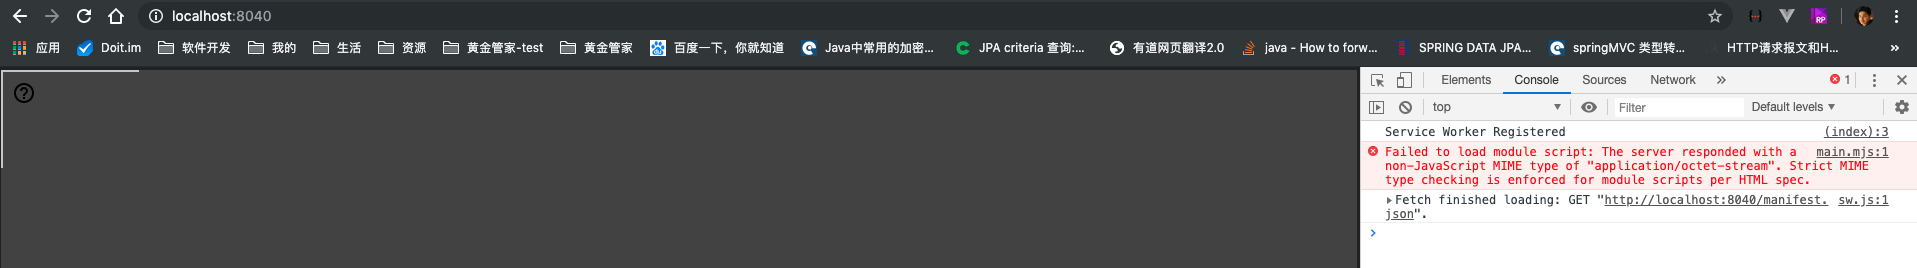 localhost:8040
应用 Doit.im 软件开发 我的 生活 资源 黄金管家-test 黄金管家 百度一下，你就知道 Java中常用的加密... JPA criteria 查询:... 有道网页翻译2.0 java - How to forw... SPRING DATA JPA... springMVC 类型转... HTTP请求报文和H... »
Elements Console Sources Network » 1
top Filter Default levels
Service Worker Registered (index):3
Failed to load module script: The server responded with a main.mjs:1
non-JavaScript MIME type of "application/octet-stream". Strict MIME
type checking is enforced for module scripts per HTML spec.
Fetch finished loading: GET "http://localhost:8040/manifest. sw.js:1
json".